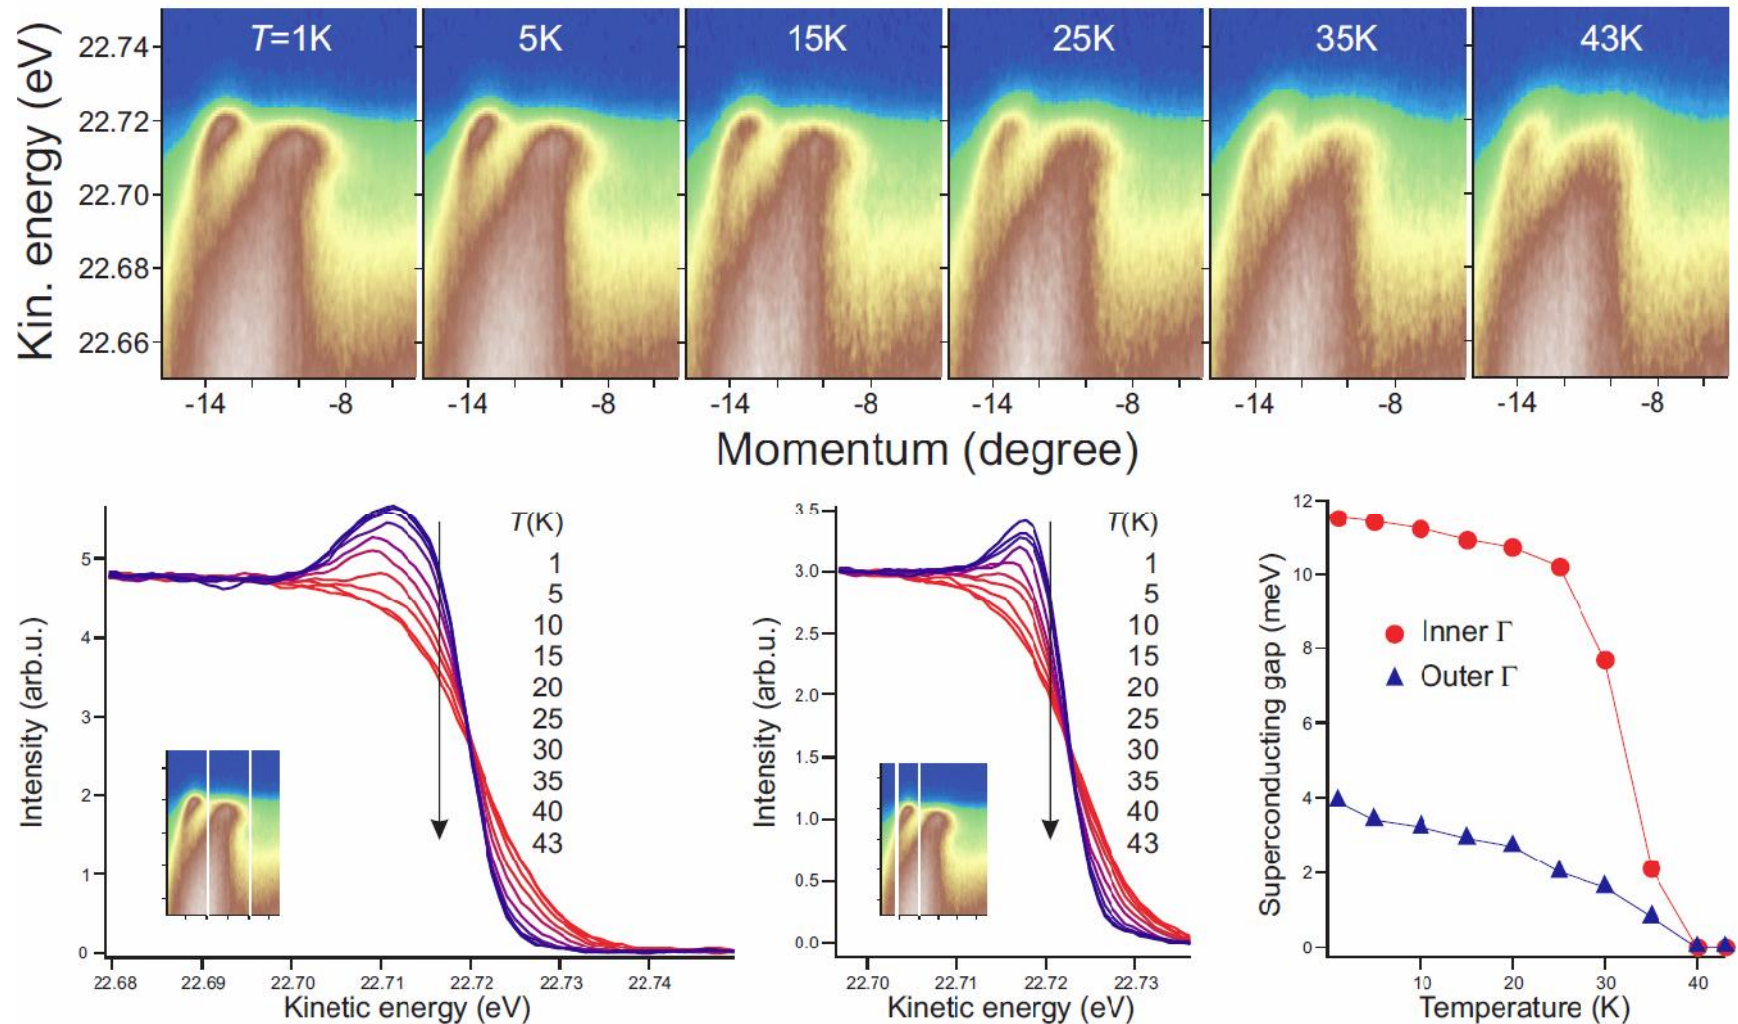 Kin. energy (eV)
22.74
22.72
22.70
22.68
22.66
T=1K
5K
15K
25K
35K
43K
-14 -8 -14 -8 -14 -8 -14 -8 -14 -8 -14 -8
Momentum (degree)
Intensity (arb.u.)
5
4
3
2
1
0
T(K)
1
5
10
15
20
25
30
35
40
43
22.68 22.69 22.70 22.71 22.72 22.73 22.74
Kinetic energy (eV)
Intensity (arb.u.)
3.5
3.0
2.5
2.0
1.5
1.0
0.5
0.0
T(K)
1
5
10
15
20
25
30
35
40
43
22.70 22.71 22.72 22.73
Kinetic energy (eV)
Superconducting gap (meV)
12
10
8
6
4
2
0
Inner Γ
Outer Γ
10 20 30 40
Temperature (K)